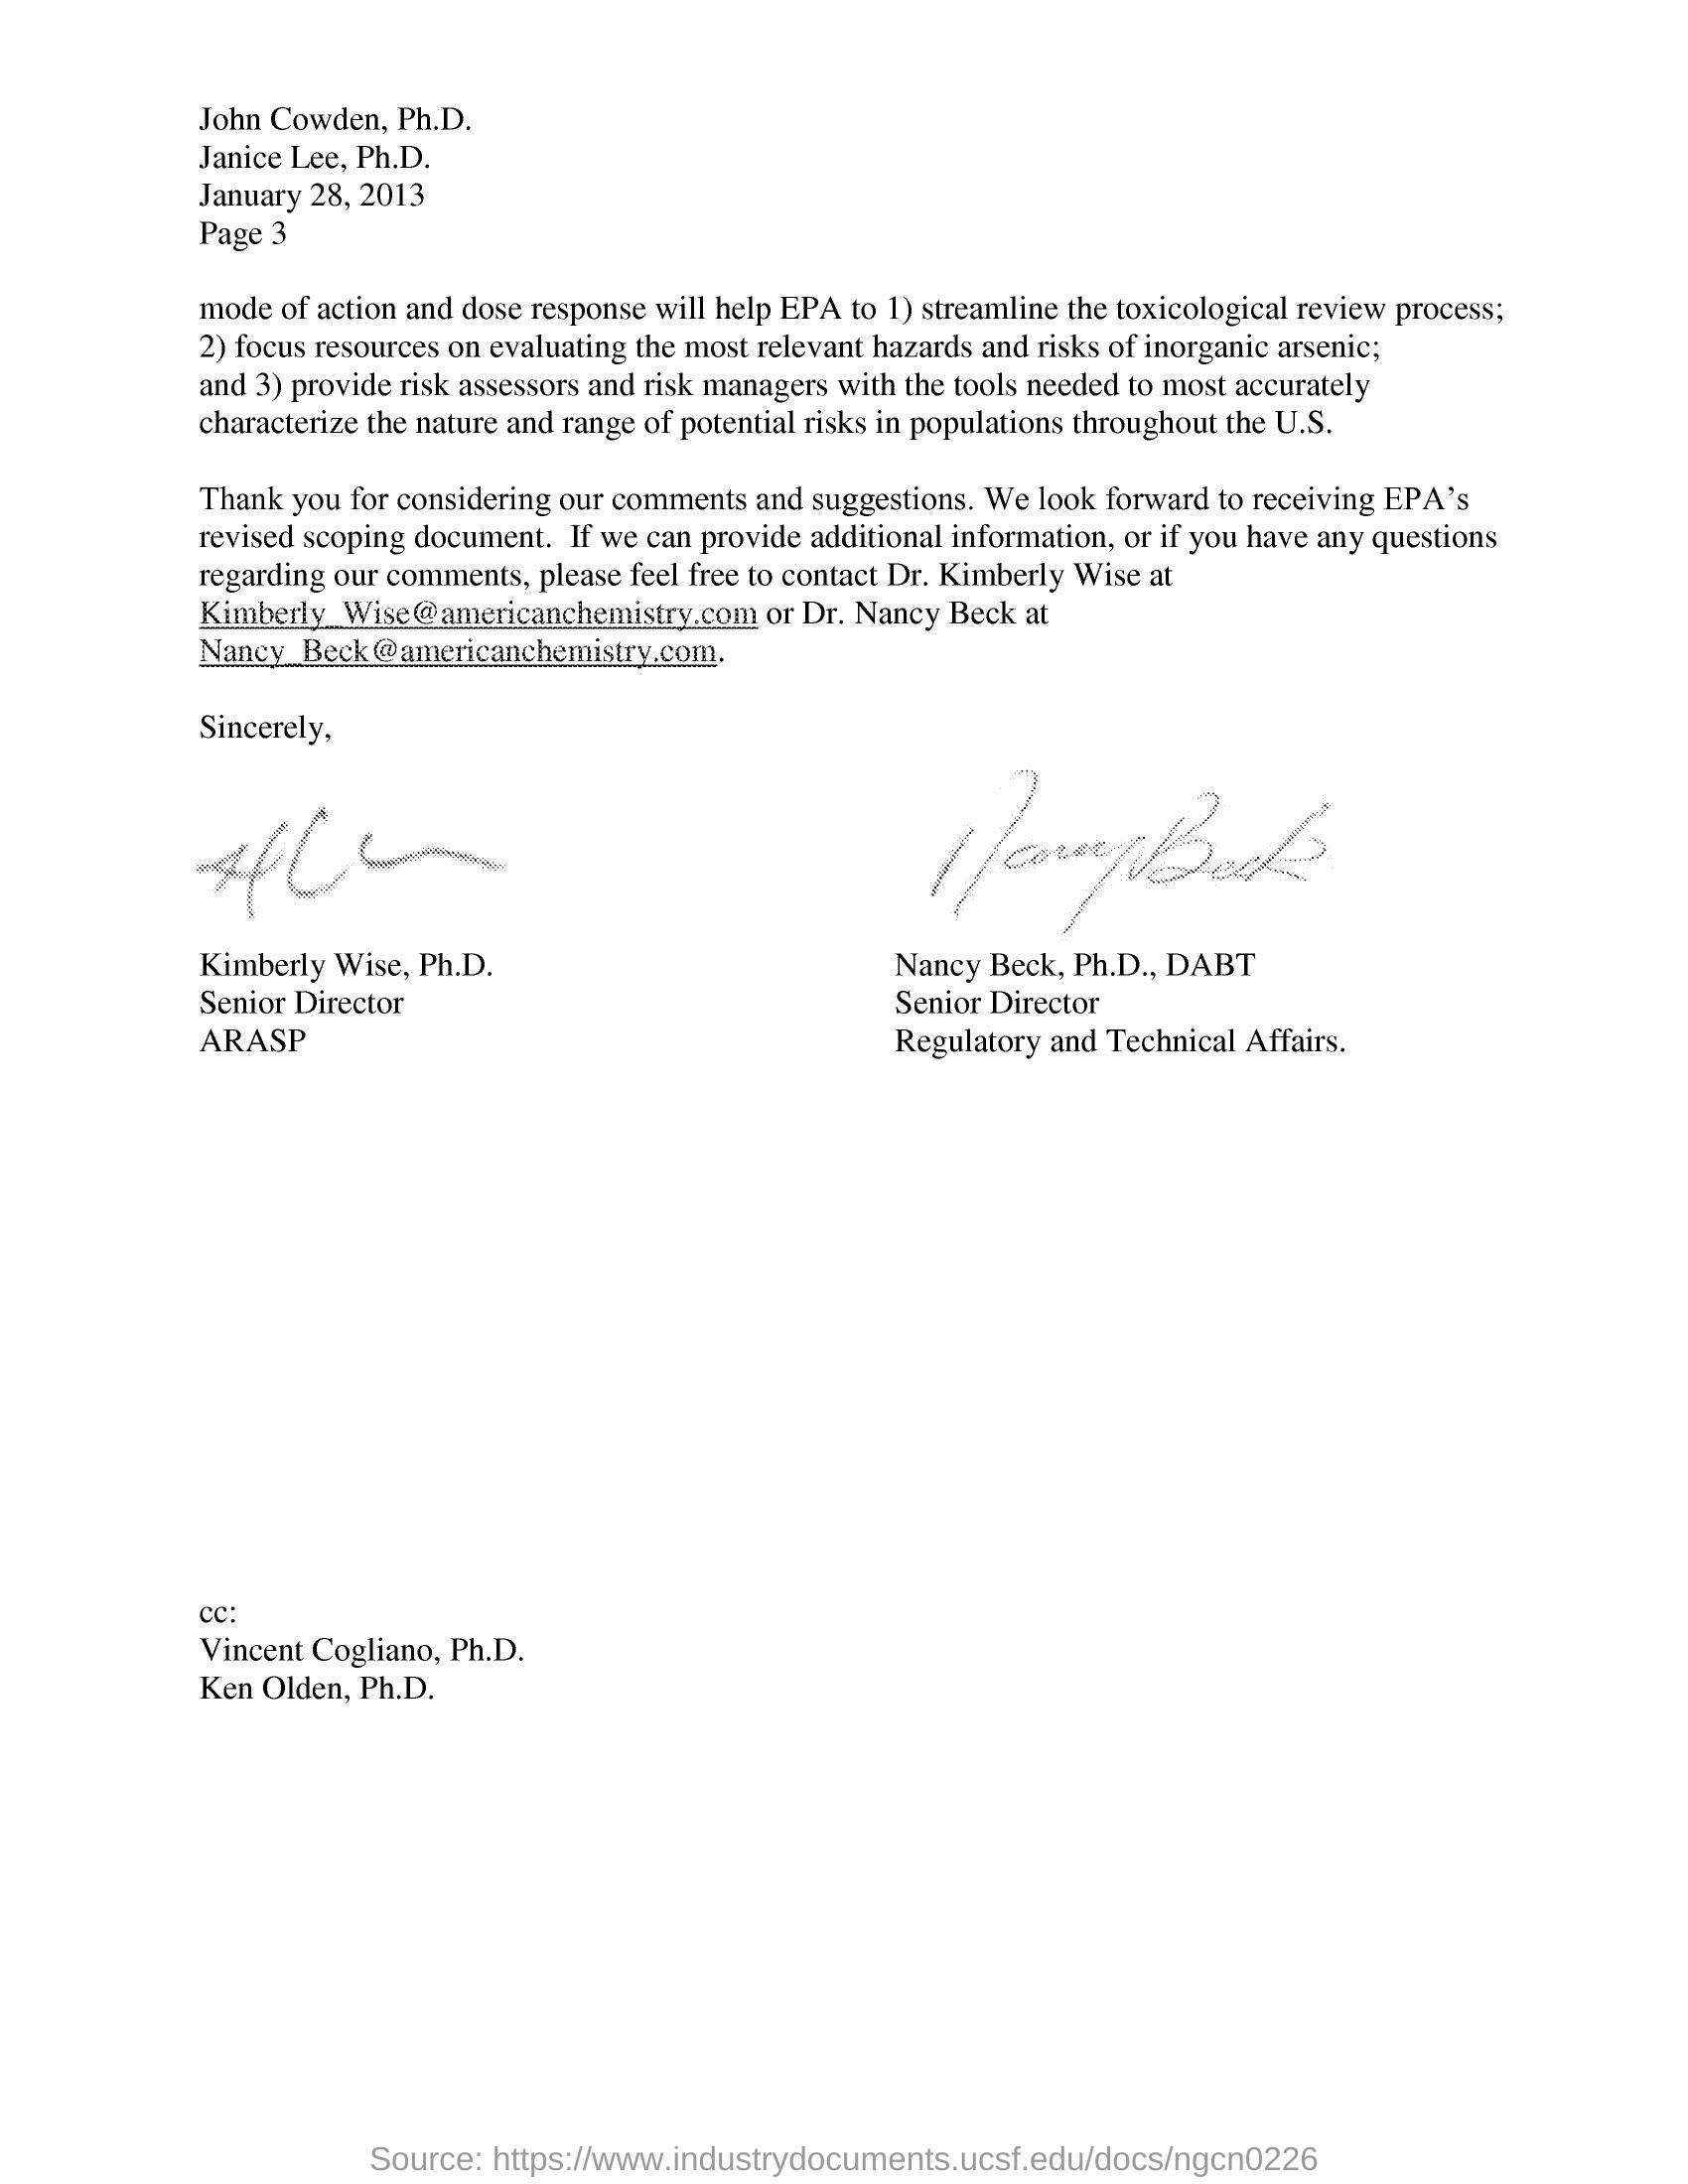 John Cowden, Ph.D.
Janice Lee, Ph.D.
January 28, 2013
Page 3
mode of action and dose response will help EPA to 1) streamline the toxicological review process;
2) focus resources on evaluating the most relevant hazards and risks of inorganic arsenic;
and 3) provide risk assessors and risk managers with the tools needed to most accurately
characterize the nature and range of potential risks in populations throughout the U.S.
Thank you for considering our comments and suggestions. We look forward to receiving EPA's
revised scoping document.  If we can provide additional information, or if you have any questions
regarding our comments, please feel free to contact Dr. Kimberly Wise at
Kimberly_Wise@americanchemistry.com or Dr. Nancy Beck at
Nancy_Beck@americanchemistry.com.
Sincerely,
Nancy Beck
Kimberly Wise, Ph.D.
Senior Director
ARASP
Nancy Beck, Ph.D., DABT
Senior Director
Regulatory and Technical Affairs.
cc:
Vincent Cogliano, Ph.D.
Ken Olden, Ph.D.
Source: https://www.industrydocuments.ucsf.edu/docs/ngcn0226